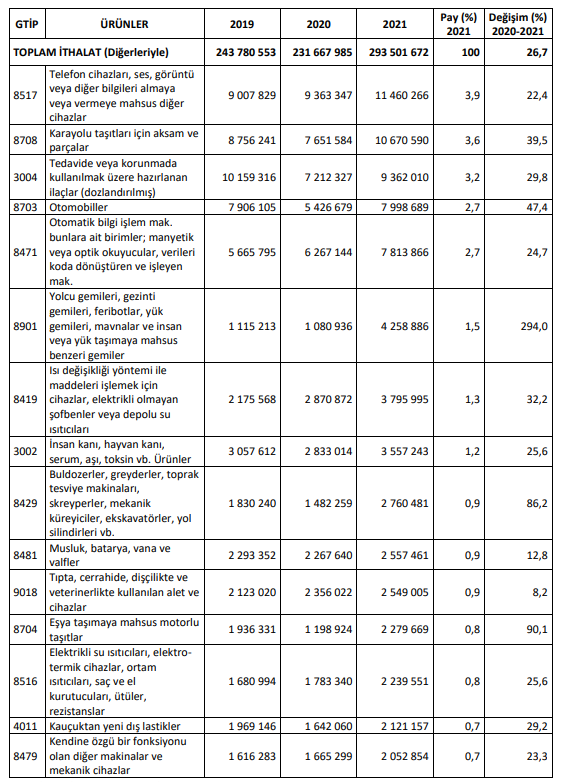 GTİP ÜRÜNLER 2019 2020 2021 Pay (%) 2021 Değişim (%) 2020-2021
TOPLAM İTHALAT (Diğerleriyle) 243 780 553 231 667 985 293 501 672 100 26,7
8517 Telefon cihazları, ses, görüntü
veya diğer bilgileri almaya
veya vermeye mahsus diğer
cihazlar 9 007 829 9 363 347 11 460 266 3,9 22,4
8708 Karayolu taşıtları için aksam ve
parçalar 8 756 241 7 651 584 10 670 590 3,6 39,5
3004 Tedavide veya korunmada
kullanılmak üzere hazırlanan
ilaçlar (dozlandırılmış) 10 159 316 7 212 327 9 362 010 3,2 29,8
8703 Otomobiller 7 906 105 5 426 679 7 998 689 2,7 47,4
8471 Otomatik bilgi işlem mak.
bunlara ait birimler; manyetik
veya optik okuyucular, verileri
koda dönüştüren ve işleyen
mak. 5 665 795 6 267 144 7 813 866 2,7 24,7
8901 Yolcu gemileri, gezinti
gemileri, feribotlar, yük
gemileri, mavnalar ve insan
veya yük taşımaya mahsus
benzeri gemiler 1 115 213 1 080 936 4 258 886 1,5 294,0
8419 Isı değişikliği yöntemi ile
maddeleri işlemek için
cihazlar, elektrikli olmayan
şofbenler veya depolu su
ısıtıcıları 2 175 568 2 870 872 3 795 995 1,3 32,2
3002 İnsan kanı, hayvan kanı,
serum, aşı, toksin vb. Ürünler 3 057 612 2 833 014 3 557 243 1,2 25,6
8429 Buldozerler, greyderler, toprak
tesviye makinaları,
skreyperler, mekanik
küreyiciler, ekskavatörler, yol
silindirleri vb. 1 830 240 1 482 259 2 760 481 0,9 86,2
8481 Musluk, batarya, vana ve
valfler 2 293 352 2 267 640 2 557 461 0,9 12,8
9018 Tıpta, cerrahide, dişçilikte ve
veterinerlikte kullanılan alet ve
cihazlar 2 123 020 2 356 022 2 549 005 0,9 8,2
8704 Eşya taşımaya mahsus motorlu
taşıtlar 1 936 331 1 198 924 2 279 669 0,8 90,1
8516 Elektrikli su ısıtıcıları, elektro-
termik cihazlar, ortam
ısıtıcıları, saç ve el
kurutucuları, ütüler,
rezistanslar 1 680 994 1 783 340 2 239 551 0,8 25,6
4011 Kauçuktan yeni dış lastikler 1 969 146 1 642 060 2 121 157 0,7 29,2
8479 Kendine özgü bir fonksiyonu
olan diğer makinalar ve
mekanik cihazlar 1 616 283 1 665 299 2 052 854 0,7 23,3